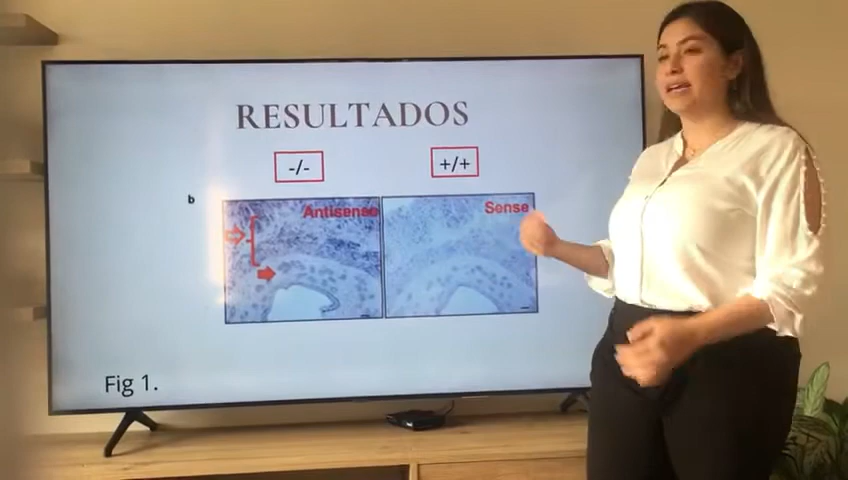 RESULTADOS
-/-
+/+
b
Antisense
Sense
Fig 1.